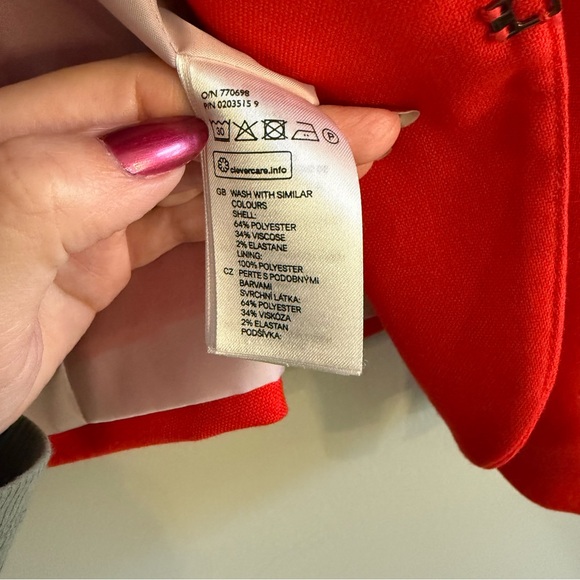 O/N 770698
P/N 0203515 9
30 P
clevercare.info
GB WASH WITH SIMILAR
COLOURS
SHELL:
64% POLYESTER
34% VISCOSE
2% ELASTANE
LINING:
100% POLYESTER
CZ PERTE S PODOBNÝMI
BARVAMI
SVRCHNÍ LÁTKA:
64% POLYESTER
34% VISKÓZA
2% ELASTAN
PODŠÍVKA: